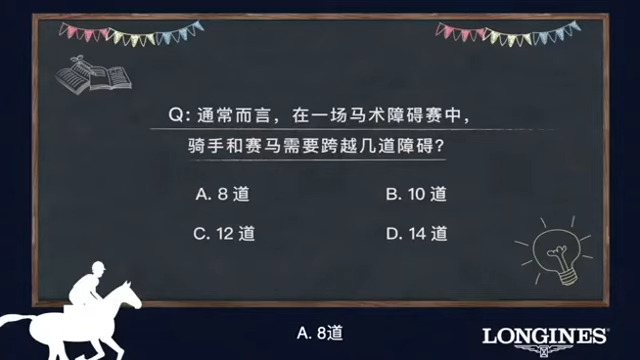 Q: 通常而言，在一场马术障碍赛中，
骑手和赛马需要跨越几道障碍?
A. 8 道
B. 10 道
C. 12 道
D. 14 道
A. 8道
LONGINES